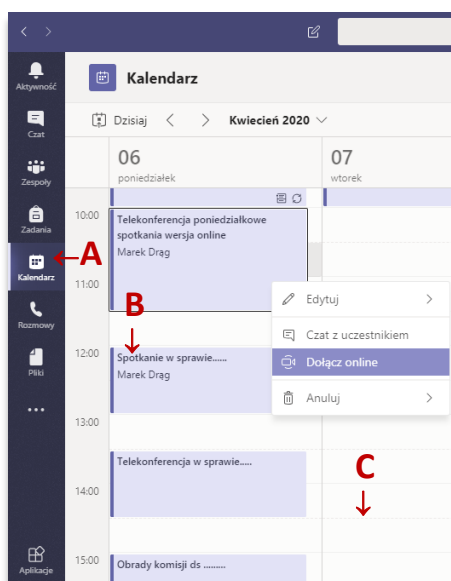 Aktywność
Czat
Zespoły
Zadania
Kalendarz
Rozmowy
Pliki
Aplikacje
Kalendarz
Dzisiaj
Kwiecień 2020
06
poniedziałek
07
wtorek
10:00
11:00
12:00
13:00
14:00
15:00
Telekonferencja poniedziałkowe
spotkania wersja online
Marek Drąg
Spotkanie w sprawie......
Marek Drąg
Telekonferencja w sprawie.....
Obrady komisji ds .........
Edytuj
Czat z uczestnikiem
Dołącz online
Anuluj
A
B
C